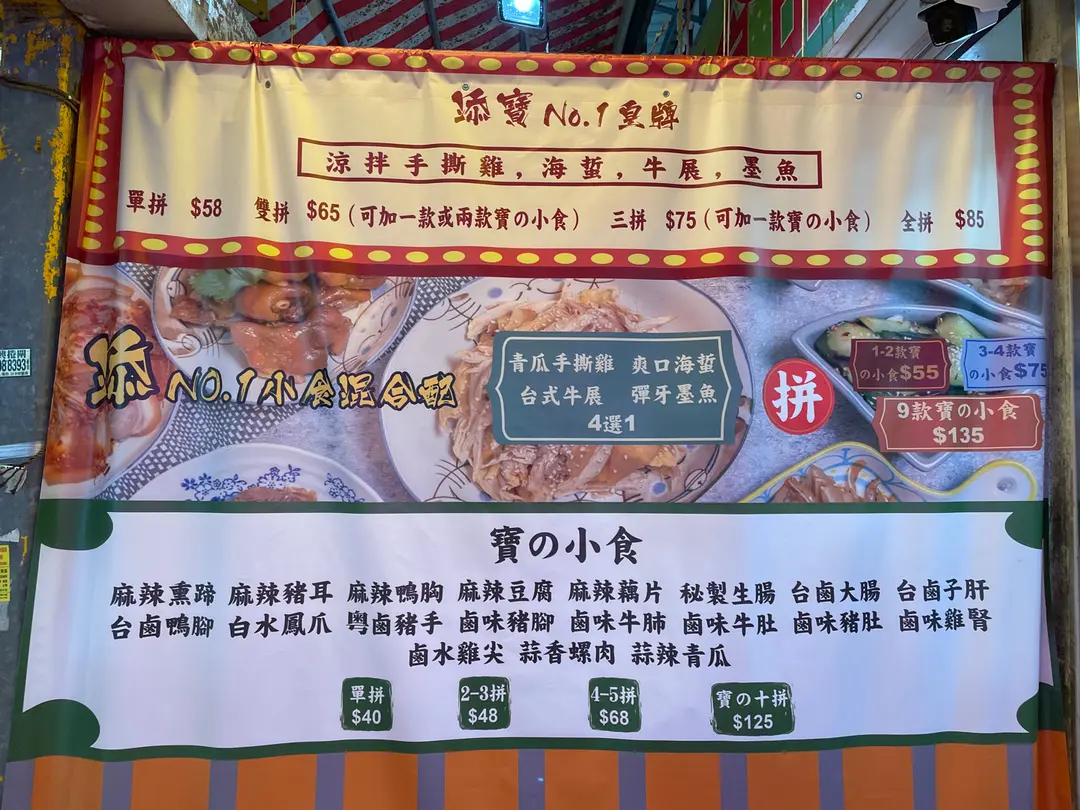 添寶 No.1皇牌
涼拌手撕雞，海蜇，牛展，墨魚
單拼 $58 雙拼 $65（可加一款或兩款寶の小食） 三拼 $75（可加一款寶の小食） 全拼 $85
添 NO.1小食混合配
青瓜手撕雞 爽口海蜇
台式牛展 彈牙墨魚
4選1
拼
1-2款寶
の小食$55
3-4款寶
の小食$75
9款寶の小食
$135
寶の小食
麻辣熏蹄 麻辣豬耳 麻辣鴨胸 麻辣豆腐 麻辣藕片 秘製生腸 台鹵大腸 台鹵子肝
台鹵鴨腳 白水鳳爪 粵鹵豬手 鹵味豬腳 鹵味牛肺 鹵味牛肚 鹵味豬肚 鹵味雞腎
鹵水雞尖 蒜香螺肉 蒜辣青瓜
單拼
$40
2-3拼
$48
4-5拼
$68
寶の十拼
$125